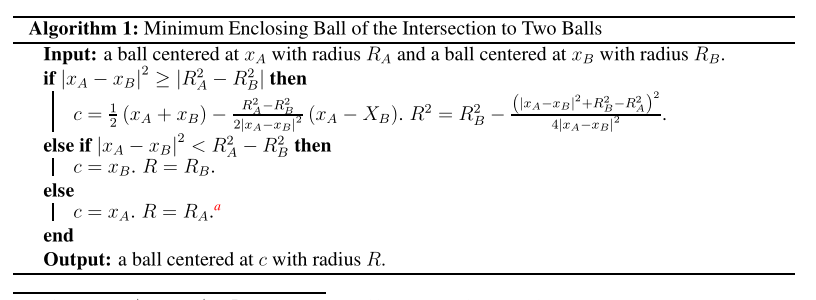 Algorithm 1: Minimum Enclosing Ball of the Intersection to Two Balls
Input: a ball centered at $x_A$ with radius $R_A$ and a ball centered at $x_B$ with radius $R_B$.
if $|x_A - x_B|^2 \geq |R_A^2 - R_B^2|$ then
$c = \frac{1}{2}(x_A + x_B) - \frac{R_A^2 - R_B^2}{2|x_A - x_B|^2}(x_A - X_B)$. $R^2 = R_B^2 - \frac{(|x_A - x_B|^2 + R_B^2 - R_A^2)^2}{4|x_A - x_B|^2}$.
else if $|x_A - x_B|^2 < R_A^2 - R_B^2$ then
$c = x_B$. $R = R_B$.
else
$c = x_A$. $R = R_A$.$^a$
end
Output: a ball centered at $c$ with radius $R$.